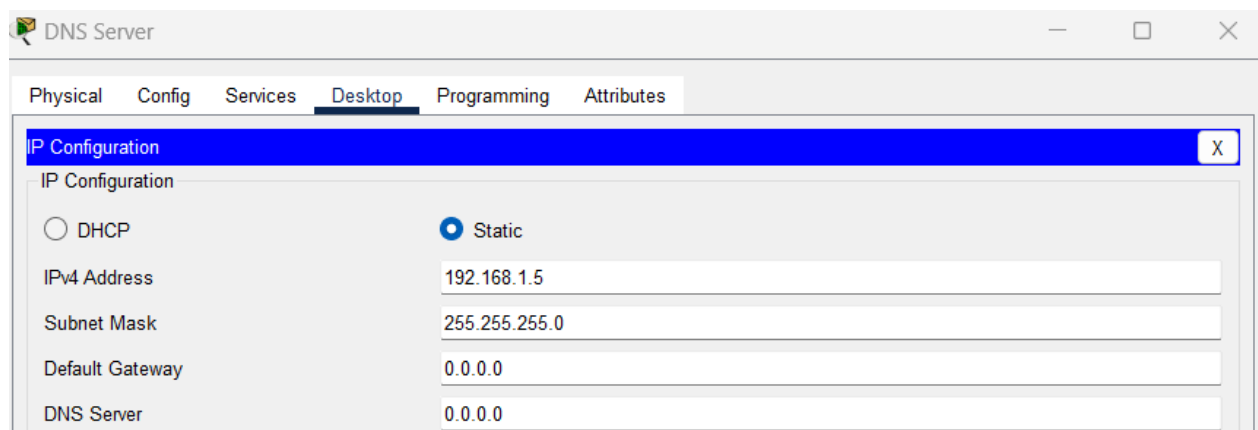 DNS Server
Physical Config Services Desktop Programming Attributes
IP Configuration X
IP Configuration
DHCP Static
IPv4 Address 192.168.1.5
Subnet Mask 255.255.255.0
Default Gateway 0.0.0.0
DNS Server 0.0.0.0